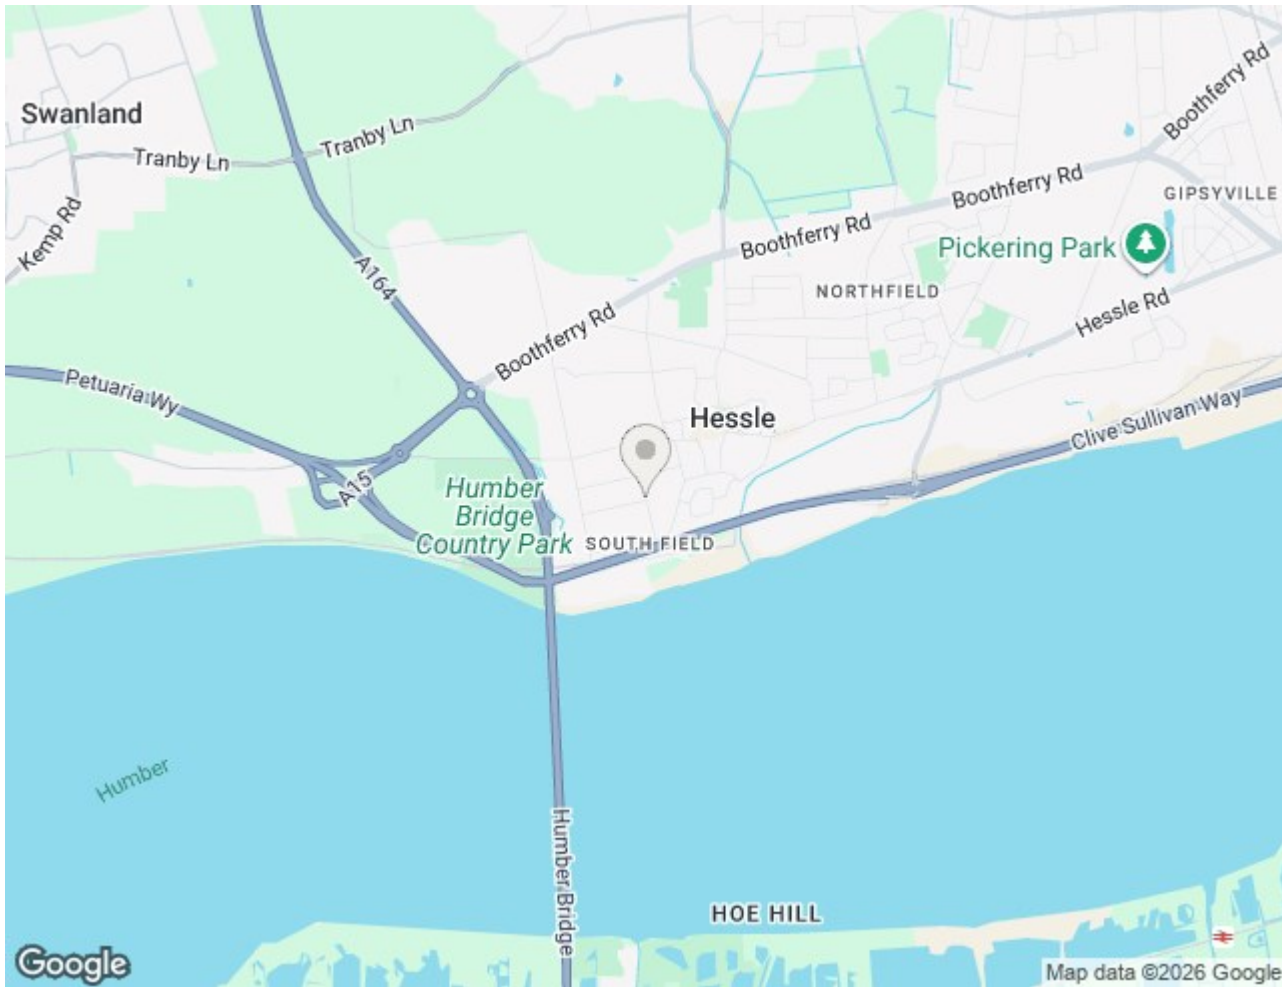 Swanland
Tranby Ln
Tranby Ln
Kemp Rd
A164
Boothferry Rd
Boothferry Rd
Boothferry Rd
Boothferry Rd
GIPSYVILLE
Pickering Park
NORTHFIELD
Hessle Rd
Petuaria Wy
Hessle
Clive Sullivan Way
A15
Humber
Bridge
Country Park
SOUTH FIELD
Humber
Humber Bridge
HOE HILL
Google
Map data ©2026 Google